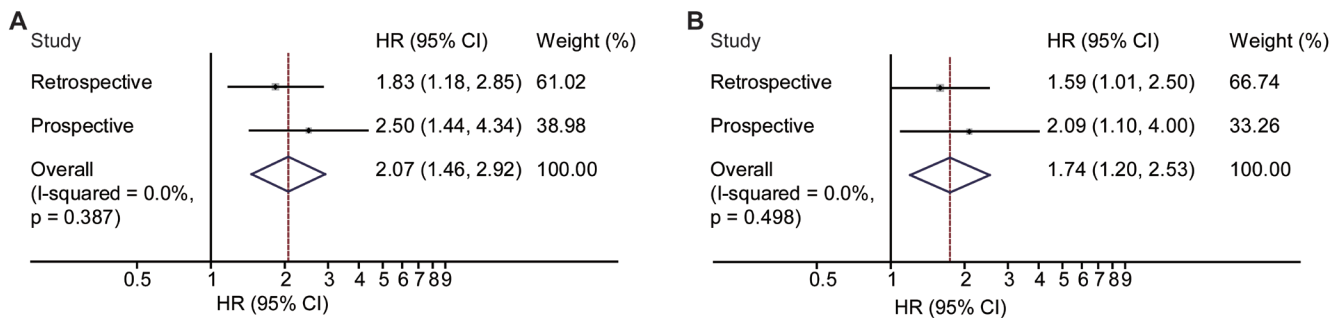 A
Study HR (95% CI) Weight (%)
Retrospective 1.83 (1.18, 2.85) 61.02
Prospective 2.50 (1.44, 4.34) 38.98
Overall 2.07 (1.46, 2.92) 100.00
(I-squared = 0.0%,
p = 0.387)
0.5 1 2 3 4 5 6 7 8 9
HR (95% CI)
B
Study HR (95% CI) Weight (%)
Retrospective 1.59 (1.01, 2.50) 66.74
Prospective 2.09 (1.10, 4.00) 33.26
Overall 1.74 (1.20, 2.53) 100.00
(I-squared = 0.0%,
p = 0.498)
0.5 1 2 3 4 5 6 7 8 9
HR (95% CI)